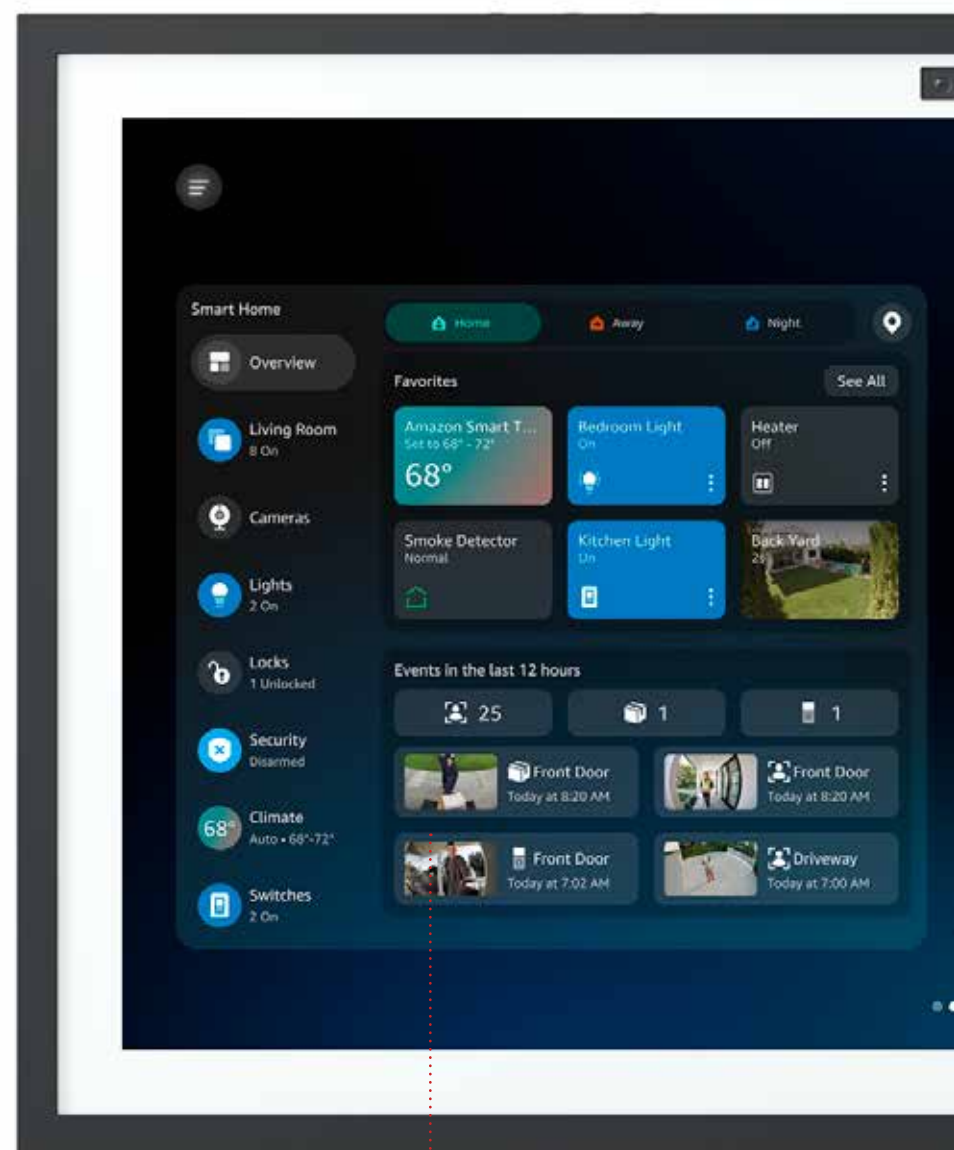 Smart Home
Overview
Living Room
8 On
Cameras
Lights
2 On
Locks
1 Unlocked
Security
Disarmed
68°
Climate
Auto • 68°-72°
Switches
2 On
Home
Away
Night
Favorites
See All
Amazon Smart T...
Set to 68° - 72°
68°
Bedroom Light
On
Heater
Off
Smoke Detector
Normal
Kitchen Light
On
Back Yard
Events in the last 12 hours
25
1
1
Front Door
Today at 8:20 AM
Front Door
Today at 8:20 AM
Front Door
Today at 7:02 AM
Driveway
Today at 7:00 AM